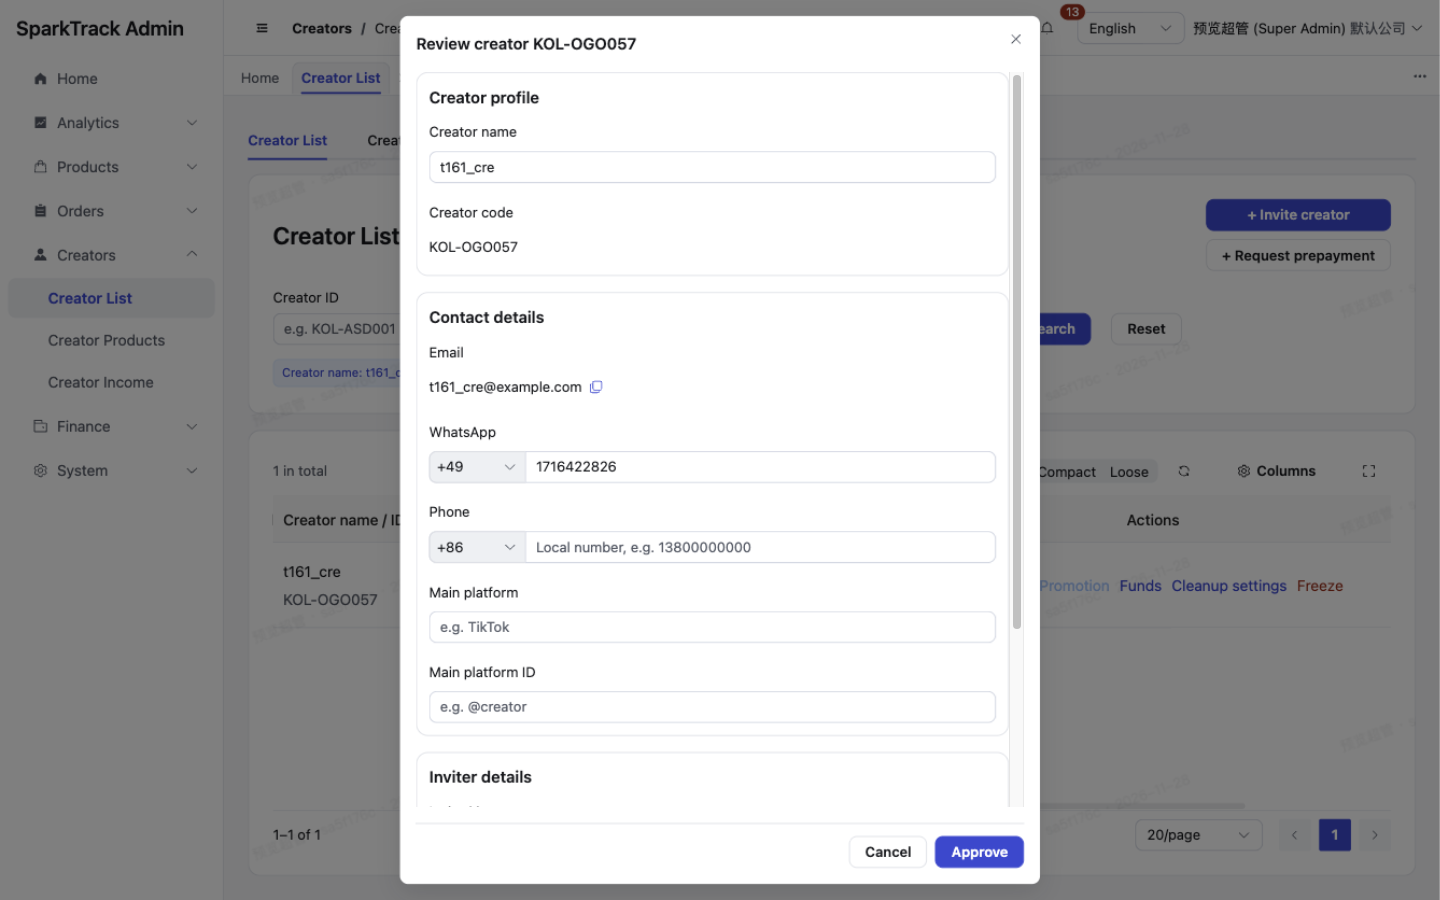 SparkTrack Admin
Home
Analytics
Products
Orders
Creators
Creator List
Creator Products
Creator Income
Finance
System
Creators /
13
English
预览超管 (Super Admin) 默认公司
Home
Creator List
Creator List
Creator List
+ Invite creator
+ Request prepayment
Creator ID
e.g. KOL-ASD001
Reset
Creator name: t161_c
1 in total
Compact
Loose
Columns
Creator name / ID
Actions
t161_cre
KOL-OGO057
Promotion
Funds
Cleanup settings
Freeze
1–1 of 1
20/page
1
Review creator KOL-OGO057
Creator profile
Creator name
t161_cre
Creator code
KOL-OGO057
Contact details
Email
t161_cre@example.com
WhatsApp
+49
1716422826
Phone
+86
Local number, e.g. 13800000000
Main platform
e.g. TikTok
Main platform ID
e.g. @creator
Inviter details
Cancel
Approve